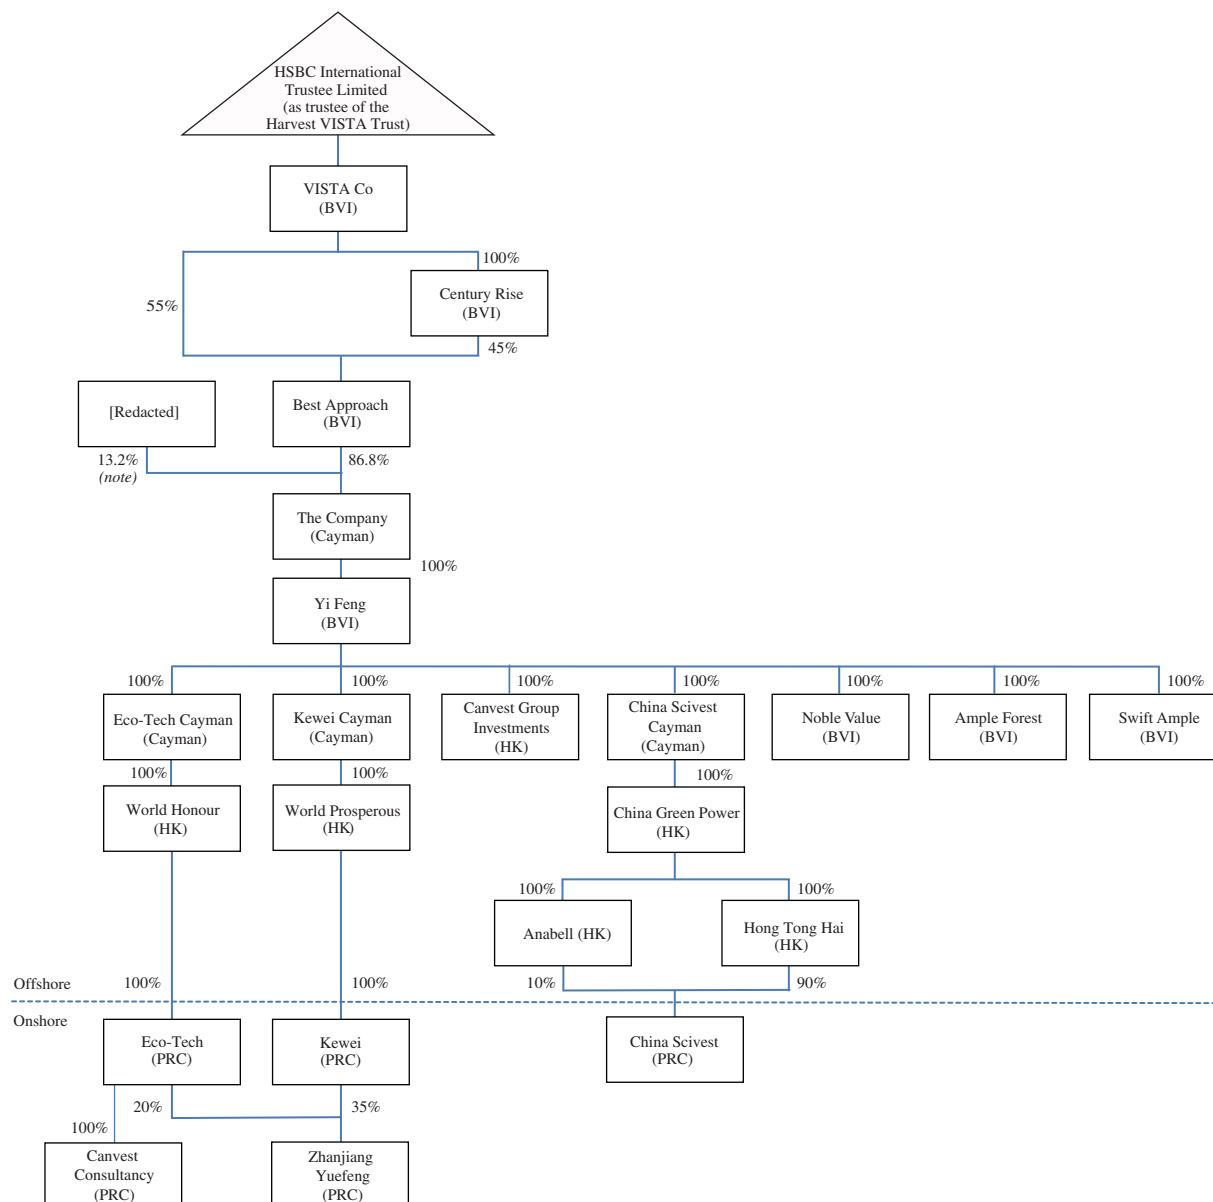 HSBC International
Trustee Limited
(as trustee of the
Harvest VISTA Trust)
VISTA Co
(BVI)
100%
Century Rise
(BVI)
55%
45%
[Redacted]
Best Approach
(BVI)
13.2%
(note)
86.8%
The Company
(Cayman)
100%
Yi Feng
(BVI)
100%
100%
100%
100%
100%
100%
100%
Eco-Tech Cayman
(Cayman)
Kewei Cayman
(Cayman)
Canvest Group
Investments
(HK)
China Scivest
Cayman
(Cayman)
Noble Value
(BVI)
Ample Forest
(BVI)
Swift Ample
(BVI)
100%
100%
100%
World Honour
(HK)
World Prosperous
(HK)
China Green Power
(HK)
100%
100%
Anabell (HK)
Hong Tong Hai
(HK)
Offshore
100%
100%
10%
90%
Onshore
Eco-Tech
(PRC)
Kewei
(PRC)
China Scivest
(PRC)
20%
35%
100%
Canvest
Consultancy
(PRC)
Zhanjiang
Yuefeng
(PRC)